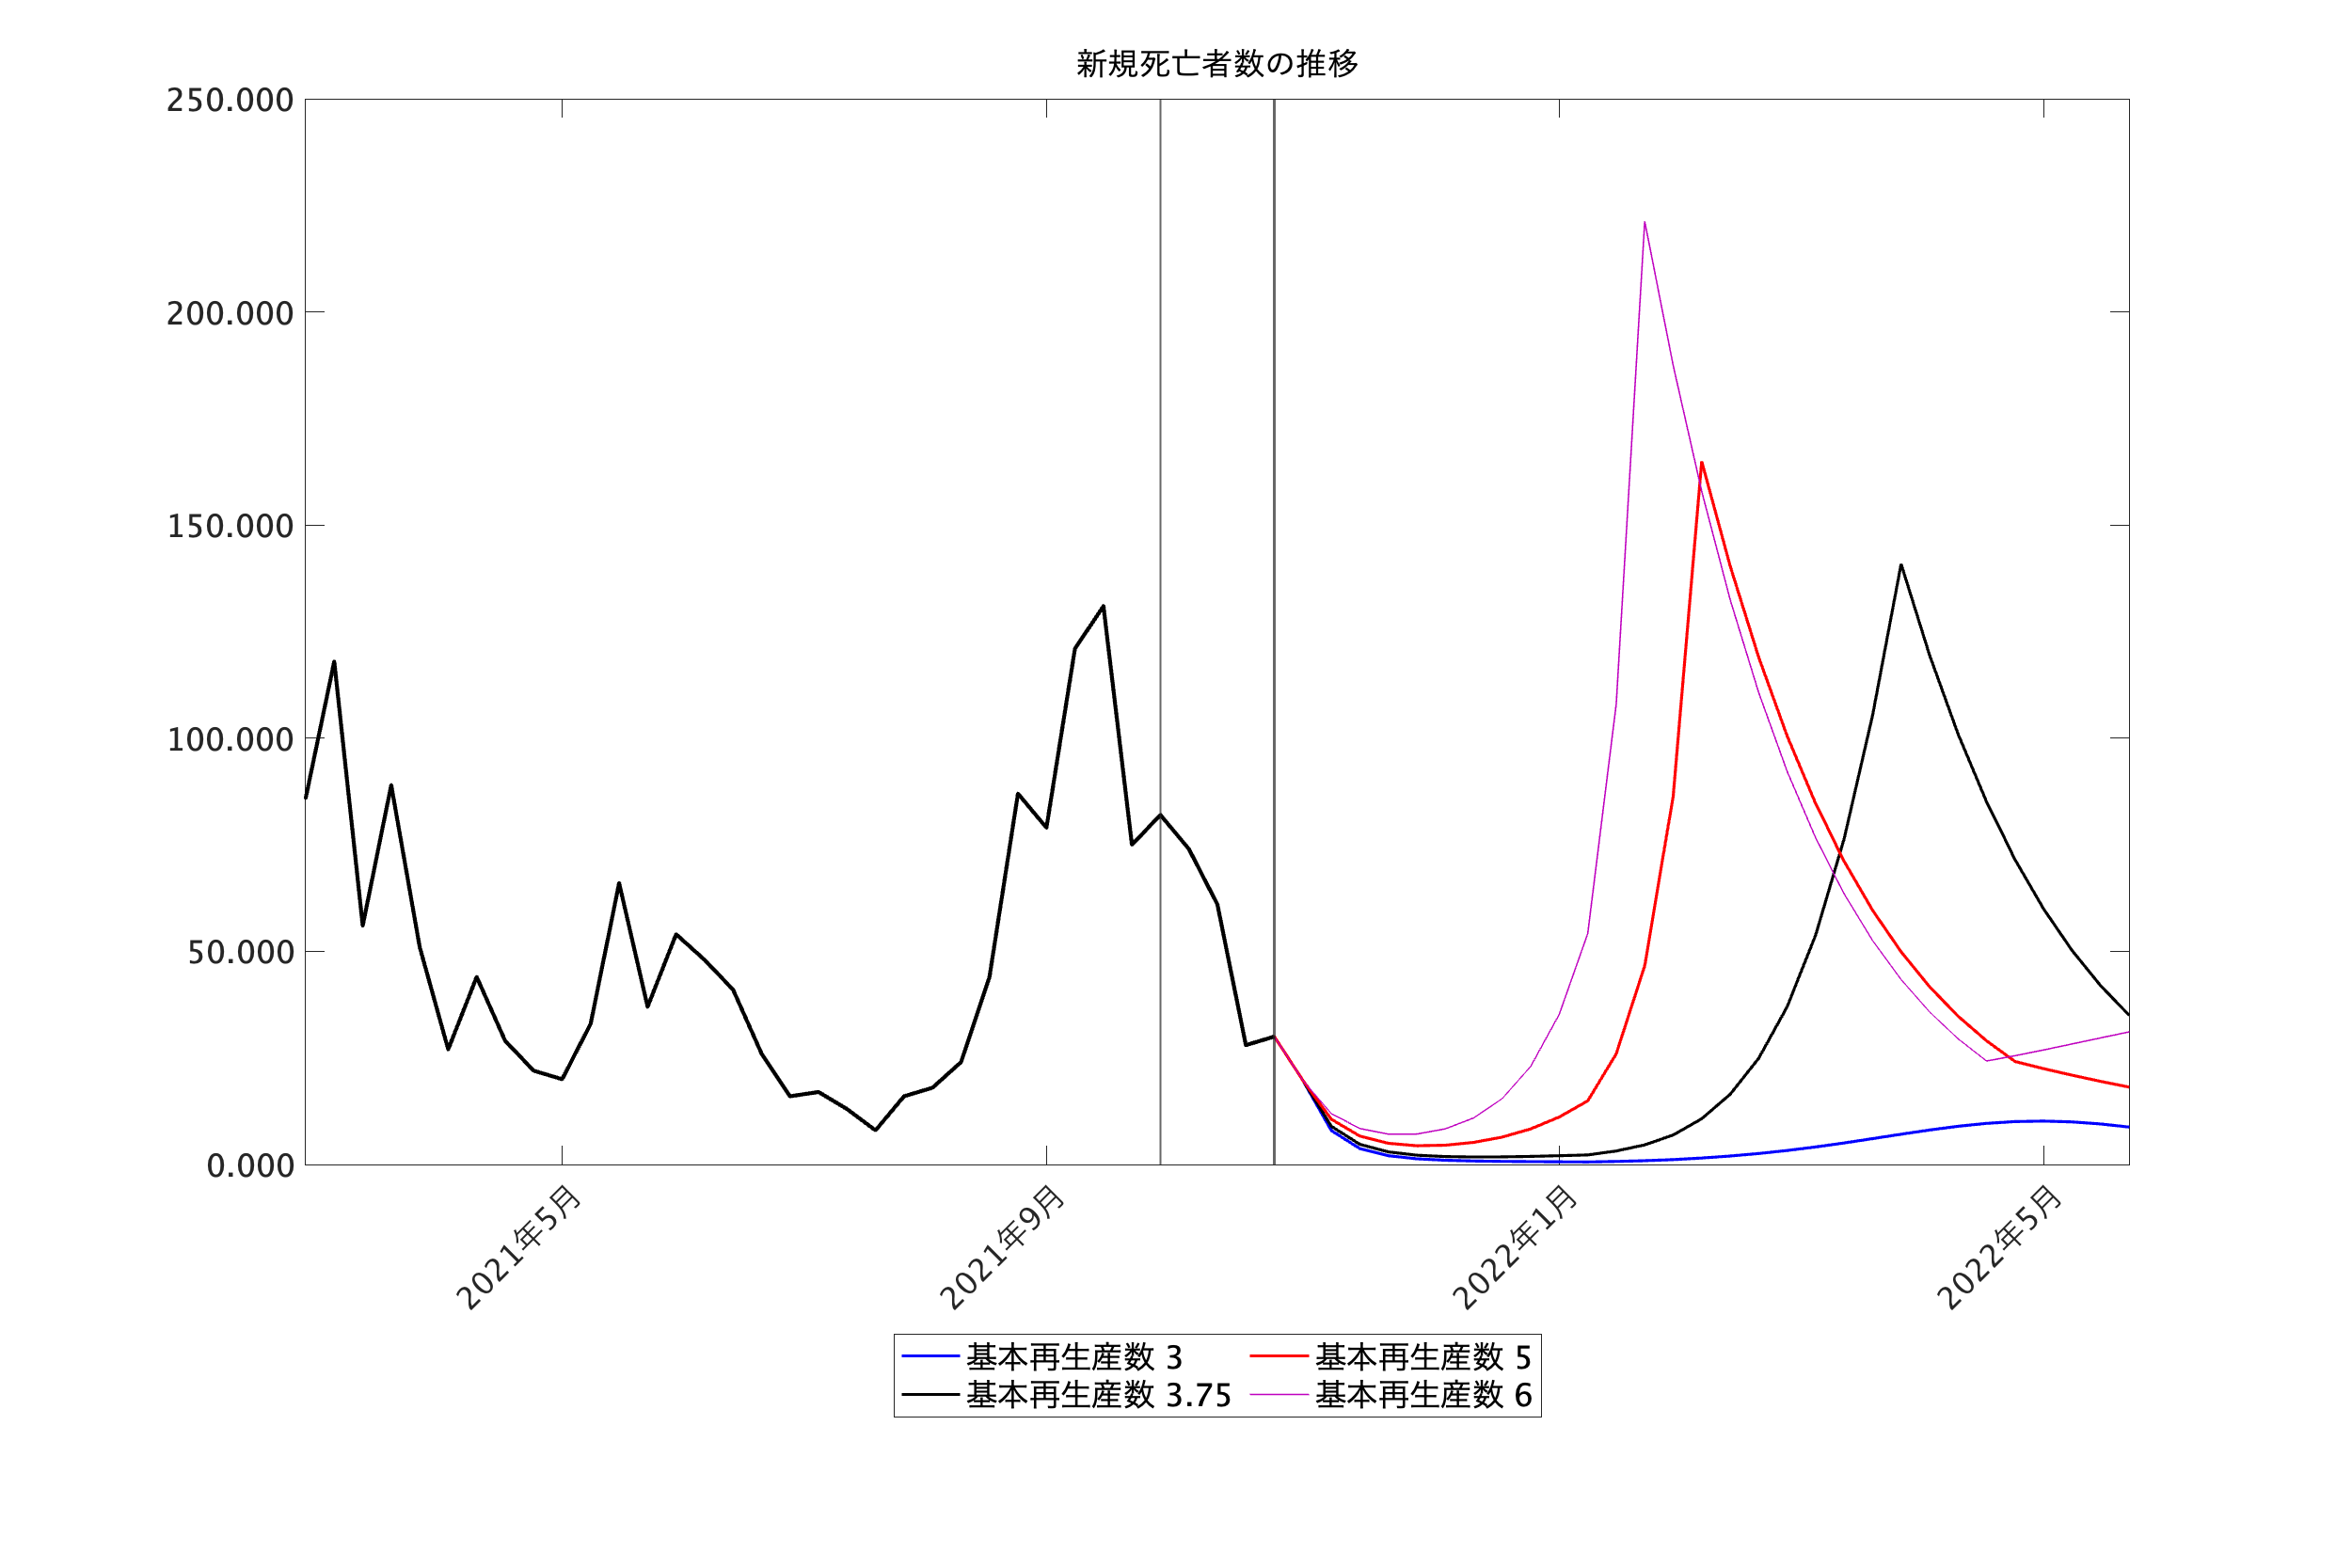 新規死亡者数の推移
250.000
200.000
150.000
100.000
50.000
0.000
2021年5月
2021年9月
2022年1月
2022年5月
基本再生産数 3
基本再生産数 5
基本再生産数 3.75
基本再生産数 6